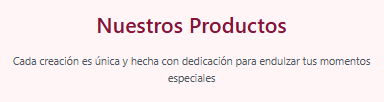 Nuestros Productos
Cada creación es única y hecha con dedicación para endulzar tus momentos
especiales